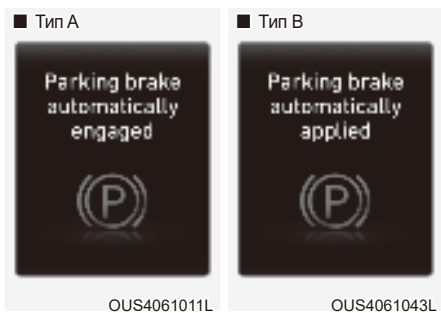 ■ Тип A
Parking brake
automatically
engaged
OUS4061011L
■ Тип B
Parking brake
automatically
applied
OUS4061043L